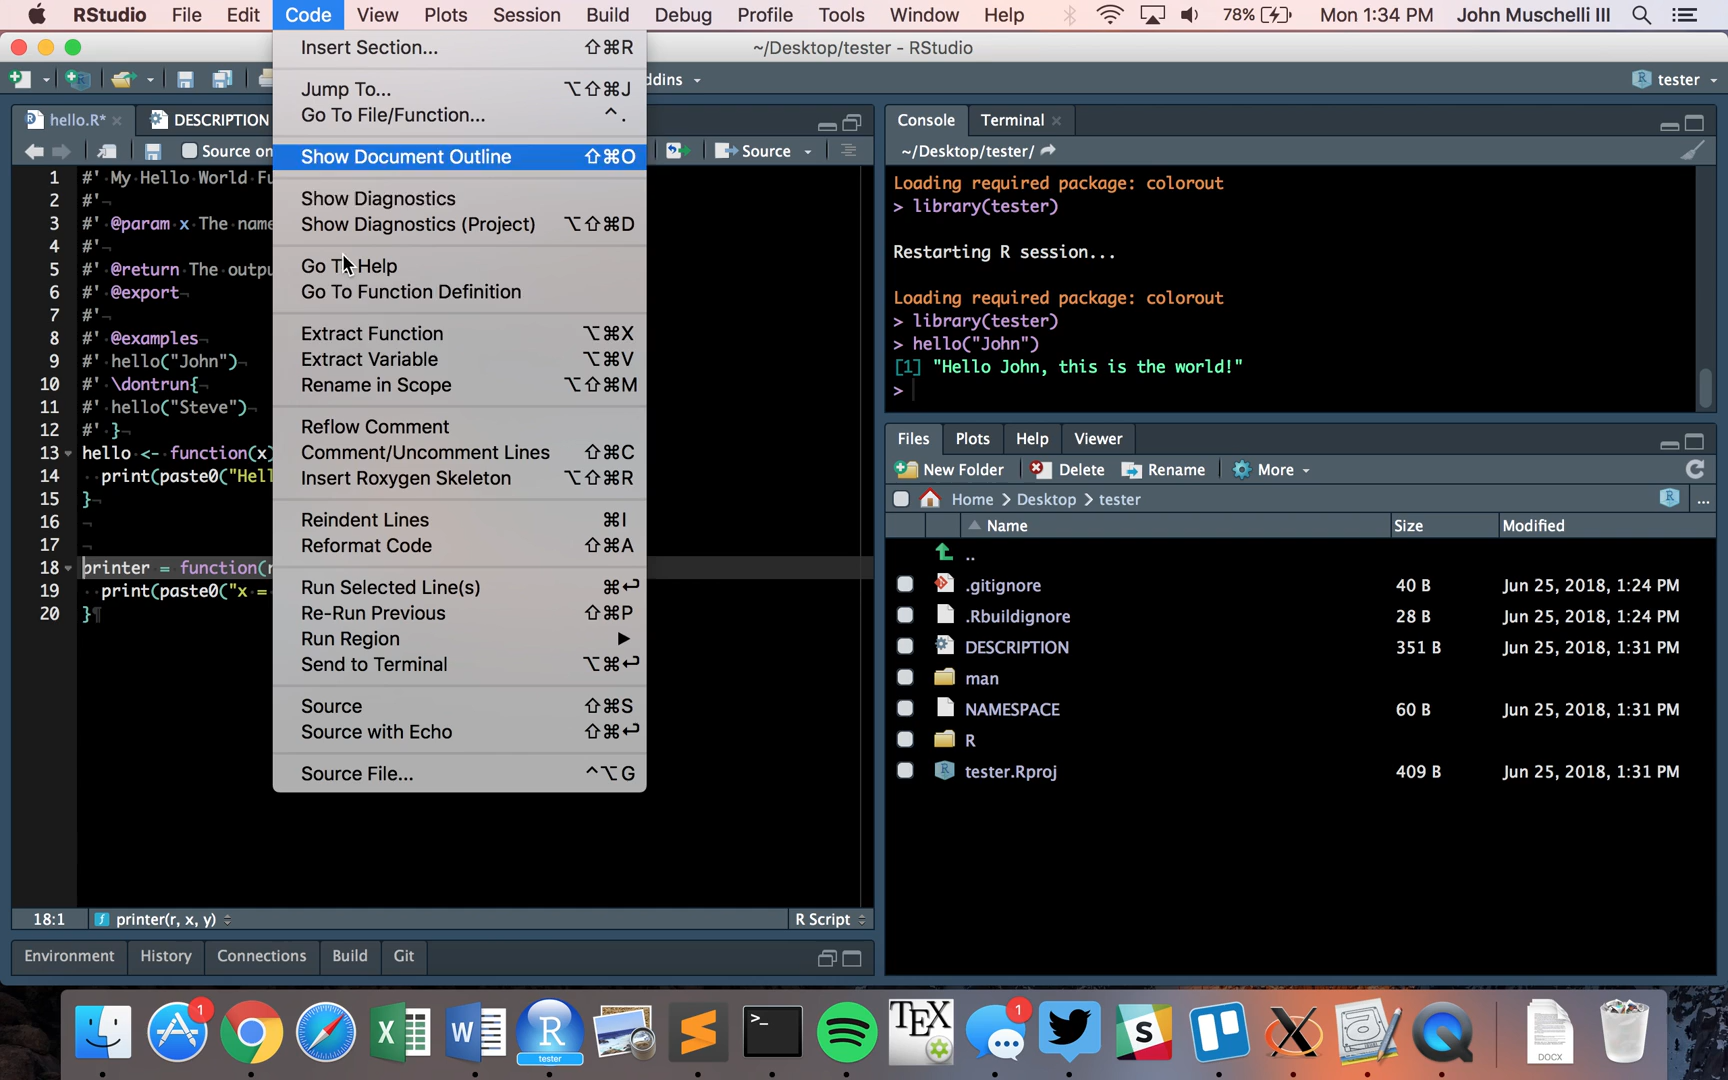 RStudio File Edit Code View Plots Session Build Debug Profile Tools Window Help 78% Mon 1:34 PM John Muschelli III
~/Desktop/tester - RStudio
ddins
tester
hello.R*
DESCRIPTION
Source on
Source
1 #' My Hello World Fu
2 #'
3 #' @param x The name
4 #'
5 #' @return The outpu
6 #' @export
7 #'
8 #' @examples
9 #' hello("John")
10 #' \dontrun{
11 #' hello("Steve")
12 #' }
13 hello <- function(x)
14 print(paste0("Hell
15 }
16
17
18 printer = function(r
19 print(paste0("x =
20 }
18:1 printer(r, x, y) R Script
Environment History Connections Build Git
Insert Section... ⇧⌘R
Jump To... ⌥⇧⌘J
Go To File/Function... ^ .
Show Document Outline ⇧⌘O
Show Diagnostics
Show Diagnostics (Project) ⌥⇧⌘D
Go To Help
Go To Function Definition
Extract Function ⌥⌘X
Extract Variable ⌥⌘V
Rename in Scope ⌥⇧⌘M
Reflow Comment
Comment/Uncomment Lines ⇧⌘C
Insert Roxygen Skeleton ⌥⇧⌘R
Reindent Lines ⌘I
Reformat Code ⇧⌘A
Run Selected Line(s) ⌘↩
Re-Run Previous ⇧⌘P
Run Region ▶
Send to Terminal ⌥⌘↩
Source ⇧⌘S
Source with Echo ⇧⌘↩
Source File... ^⌥G
Console Terminal
~/Desktop/tester/
Loading required package: colorout
> library(tester)
Restarting R session...
Loading required package: colorout
> library(tester)
> hello("John")
[1] "Hello John, this is the world!"
>
Files Plots Help Viewer
New Folder Delete Rename More
Home Desktop tester ...
Name Size Modified
..
.gitignore 40 B Jun 25, 2018, 1:24 PM
.Rbuildignore 28 B Jun 25, 2018, 1:24 PM
DESCRIPTION 351 B Jun 25, 2018, 1:31 PM
man
NAMESPACE 60 B Jun 25, 2018, 1:31 PM
R
tester.Rproj 409 B Jun 25, 2018, 1:31 PM
1
X
W
R
tester
>_
TEX
1
S
X
DOCX